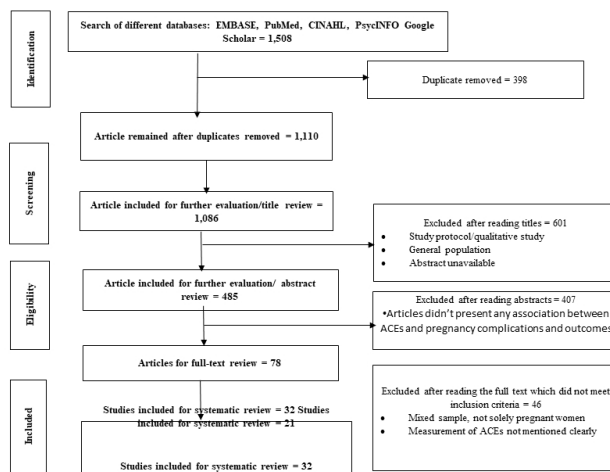 Identification
Search of different databases: EMBASE, PubMed, CINAHL, PsycINFO Google
Scholar = 1,508
Duplicate removed = 398
Article remained after duplicates removed = 1,110
Screening
Article included for further evaluation/title review =
1,086
Excluded after reading titles = 601
• Study protocol/qualitative study
• General population
• Abstract unavailable
Eligibility
Article included for further evaluation/ abstract
review = 485
Excluded after reading abstracts = 407
•Articles didn't present any association between
ACEs and pregnancy complications and outcomes
Articles for full-text review = 78
Included
Excluded after reading the full text which did not meet
inclusion criteria = 46
• Mixed sample, not solely pregnant women
• Measurement of ACEs not mentioned clearly
Studies included for systematic review = 32 Studies
included for systematic review = 21
Studies included for systematic review = 32